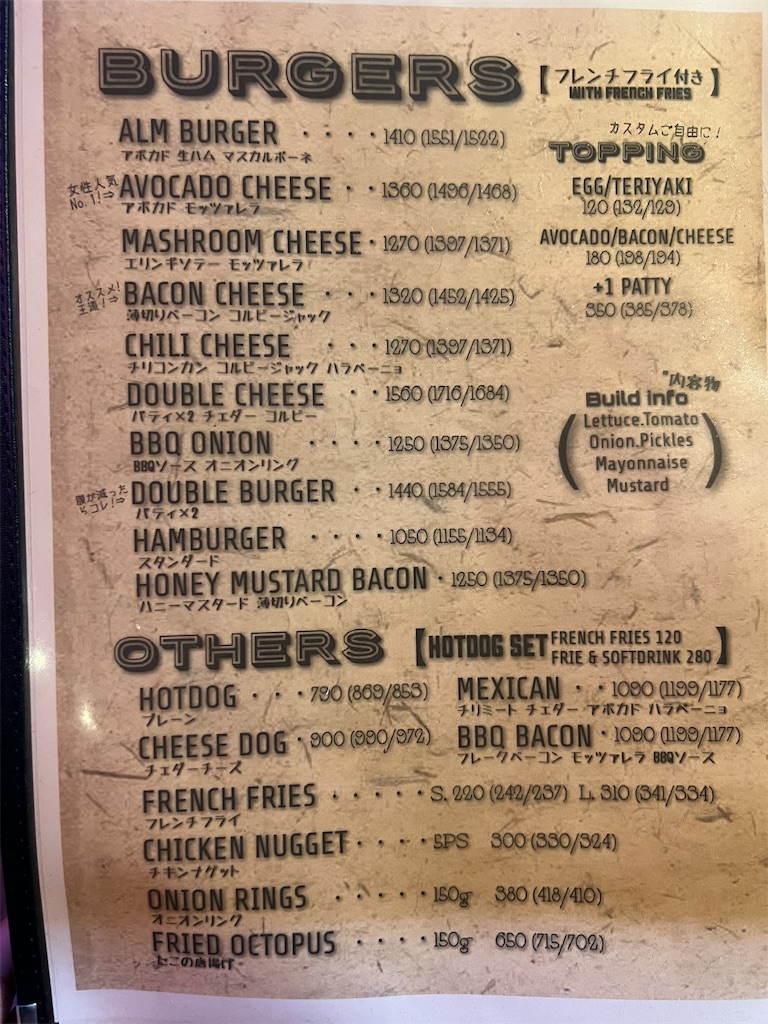 BURGERS 【フレンチフライ付き WITH FRENCH FRIES】
ALM BURGER ・・・・1410 (1551/1522)
アボカド 生ハム マスカルポーネ
女性人気 No.1!⇒
AVOCADO CHEESE ・・1360 (1496/1468)
アボカド モッツァレラ
MASHROOM CHEESE・1270 (1397/1371)
エリンギソテー モッツァレラ
オススメ! 王道!⇒
BACON CHEESE ・・・1320 (1452/1425)
薄切りベーコン コルビージャック
CHILI CHEESE ・・・1270 (1397/1371)
チリコンカン コルビージャック ハラペーニョ
DOUBLE CHEESE ・・1560 (1716/1684)
パティ×2 チェダー コルビー
BBQ ONION ・・・・1250 (1375/1350)
BBQソース オニオンリング
腹が減った らコレ!⇒
DOUBLE BURGER ・・1440 (1584/1555)
パティ×2
HAMBURGER ・・・・1050 (1155/1134)
スタンダード
HONEY MUSTARD BACON・1250 (1375/1350)
ハニーマスタード 薄切りベーコン
カスタムご自由に!
TOPPING
EGG/TERIYAKI
120 (132/129)
AVOCADO/BACON/CHEESE
180 (198/194)
+1 PATTY
350 (385/378)
"内容物
Build info
(Lettuce.Tomato
Onion.Pickles
Mayonnaise
Mustard)
OTHERS 【HOTDOG SET FRENCH FRIES 120
FRIE & SOFTDRINK 280】
HOTDOG ・・・790 (869/853)
プレーン
MEXICAN ・・1090 (1199/1177)
チリミート チェダー アボカド ハラペーニョ
CHEESE DOG・900 (990/972)
チェダーチーズ
BBQ BACON・1090 (1199/1177)
フレークベーコン モッツァレラ BBQソース
FRENCH FRIES ・・・・・S. 220 (242/237) L. 310 (341/334)
フレンチフライ
CHICKEN NUGGET・・・・5PS 300 (330/324)
チキンナゲット
ONION RINGS ・・・・・150g 380 (418/410)
オニオンリング
FRIED OCTOPUS ・・・・150g 650 (715/702)
たこの唐揚げ